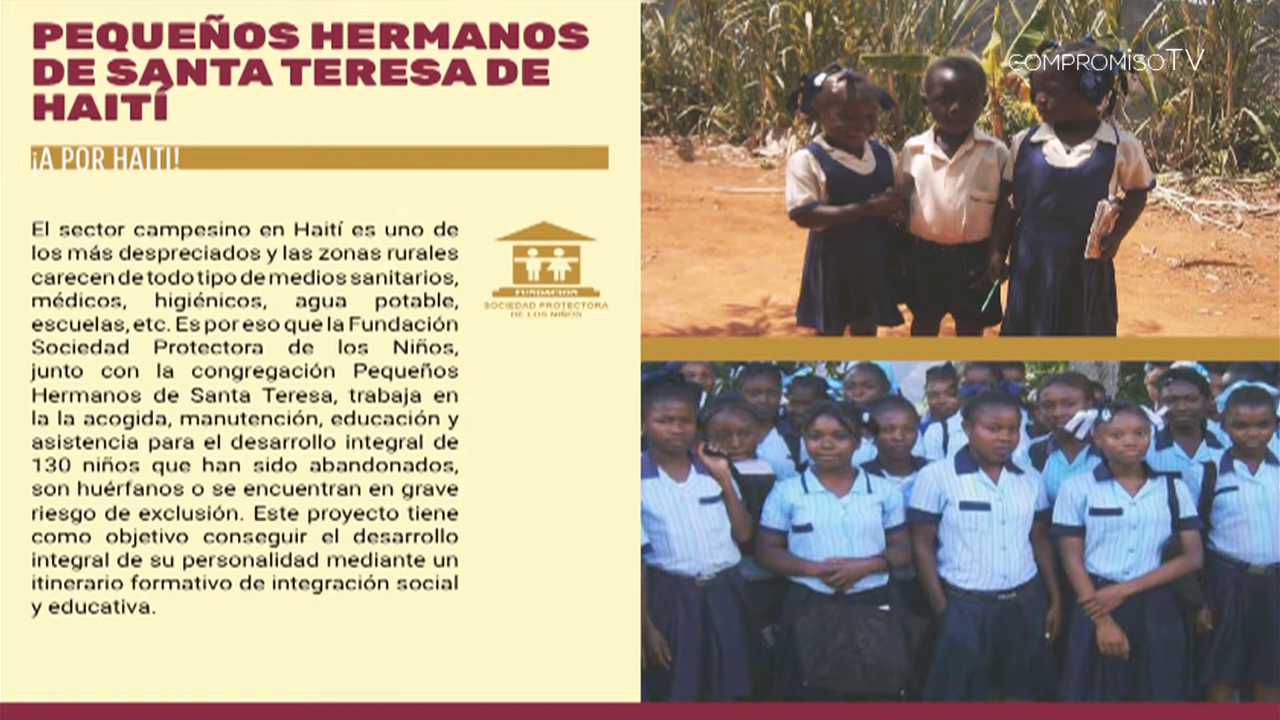 PEQUEÑOS HERMANOS
DE SANTA TERESA DE
HAITÍ
¡A POR HAITI!
El sector campesino en Haití es uno de
los más despreciados y las zonas rurales
carecen de todo tipo de medios sanitarios,
médicos, higiénicos, agua potable,
escuelas, etc. Es por eso que la Fundación
Sociedad Protectora de los Niños,
junto con la congregación Pequeños
Hermanos de Santa Teresa, trabaja en
la la acogida, manutención, educación y
asistencia para el desarrollo integral de
130 niños que han sido abandonados,
son huérfanos o se encuentran en grave
riesgo de exclusión. Este proyecto tiene
como objetivo conseguir el desarrollo
integral de su personalidad mediante un
itinerario formativo de integración social
y educativa.
FUNDACIÓN
SOCIEDAD PROTECTORA
DE LOS NIÑOS
COMPROMISO TV